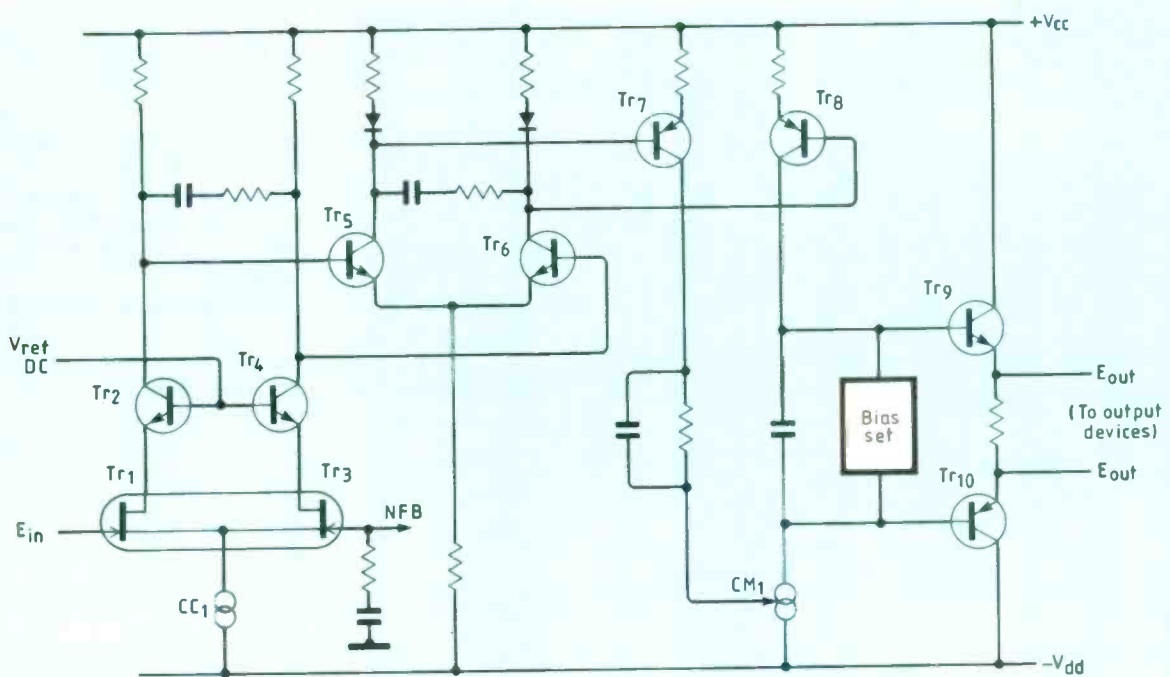 +Vcc
Tr7
Tr8
Tr5
Tr6
Tr9
Vref
DC
Tr4
Tr2
Eout
Bias
set
(To output
devices)
Tr1
Tr3
Eout
Tr10
NFB
Ein
CC1
CM1
−Vdd